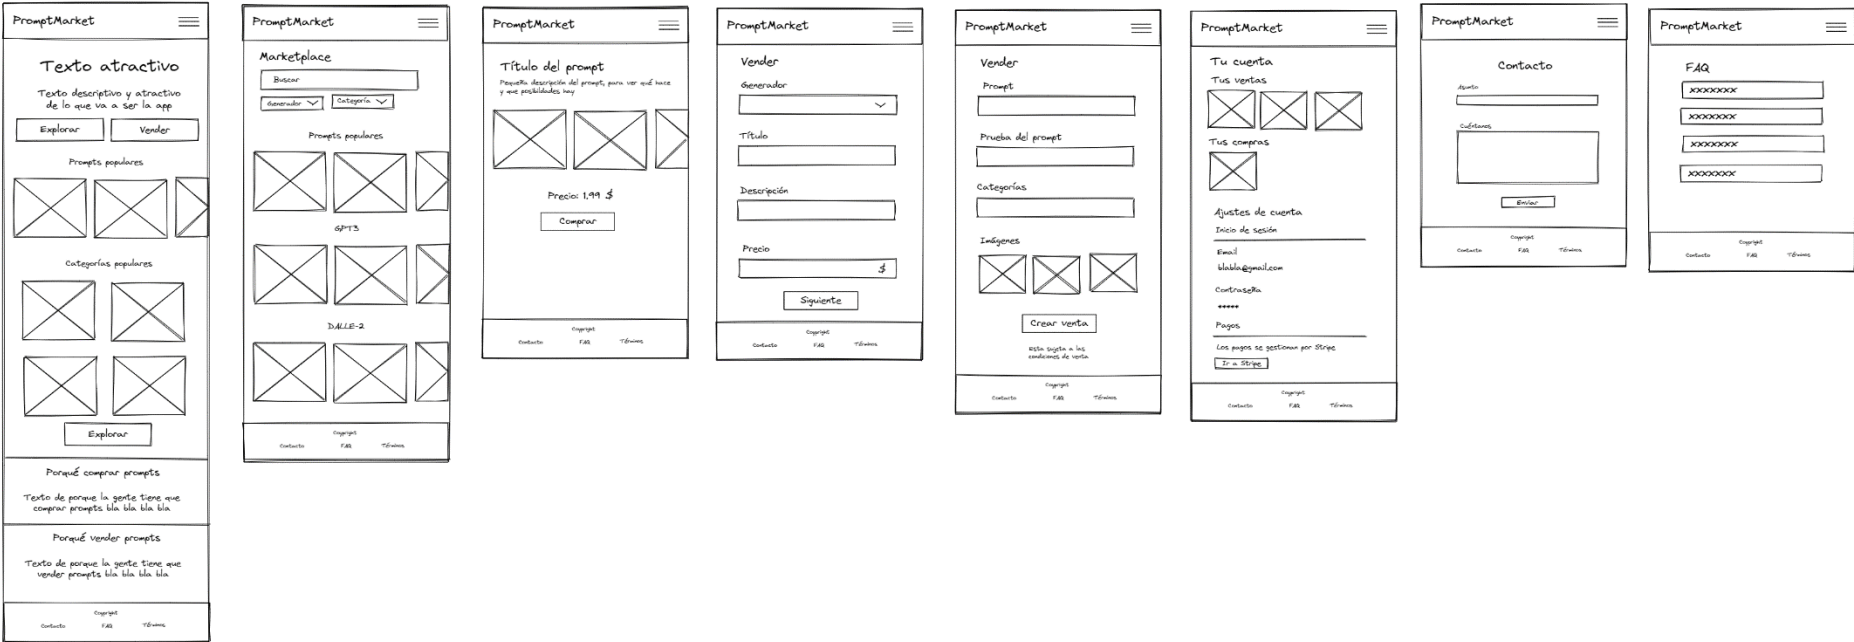 PromptMarket
Texto atractivo
Texto descriptivo y atractivo
de lo que va a ser la app
Explorar
Vender
Prompts populares
Categorías populares
Explorar
Porqué comprar prompts
Texto de porque la gente tiene que
comprar prompts bla bla bla bla
Porqué vender prompts
Texto de porque la gente tiene que
vender prompts bla bla bla bla
Copyright
Contacto
FAQ
Términos
PromptMarket
Marketplace
Buscar
Generador
Categoría
Prompts populares
GPT3
DALLE-2
Copyright
Contacto
FAQ
Términos
PromptMarket
Título del prompt
Pequeña descripción del prompt, para ver qué hace
y que posibilidades hay
Precio: 1,99 $
Comprar
Copyright
Contacto
FAQ
Términos
PromptMarket
Vender
Generador
Título
Descripción
Precio
$
Siguiente
Copyright
Contacto
FAQ
Términos
PromptMarket
Vender
Prompt
Prueba del prompt
Categorías
Imágenes
Crear venta
Esta sujeta a las
condiciones de venta
Copyright
Contacto
FAQ
Términos
PromptMarket
Tu cuenta
Tus ventas
Tus compras
Ajustes de cuenta
Inicio de sesión
Email
blabla@gmail.com
Contraseña
*****
Pagos
Los pagos se gestionan por Stripe
Ir a Stripe
Copyright
Contacto
FAQ
Términos
PromptMarket
Contacto
Asunto
Cuéntanos
Enviar
Copyright
Contacto
FAQ
Términos
PromptMarket
FAQ
xxxxxxx
xxxxxxx
xxxxxxx
xxxxxxx
Copyright
Contacto
FAQ
Términos